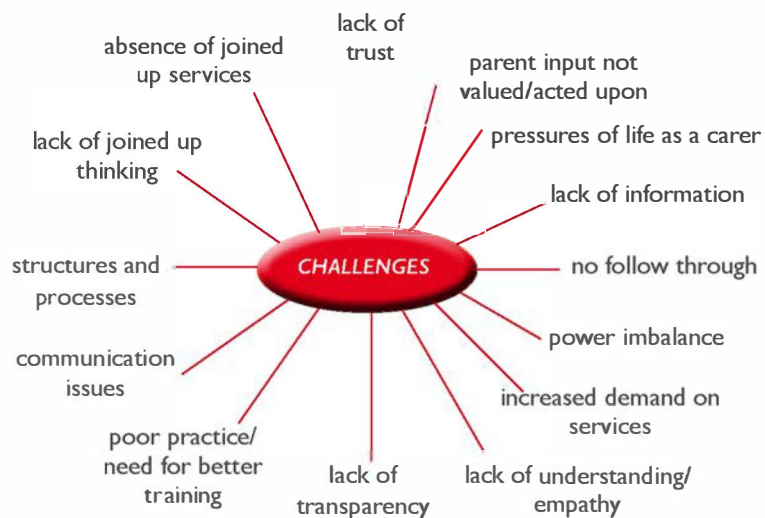 lack of
trust
absence of joined
up services
parent input not
valued/acted upon
pressures of life as a carer
lack of joined up
thinking
lack of information
CHALLENGES
structures and
processes
no follow through
power imbalance
communication
issues
increased demand on
services
poor practice/
need for better
training
lack of
transparency
lack of understanding/
empathy